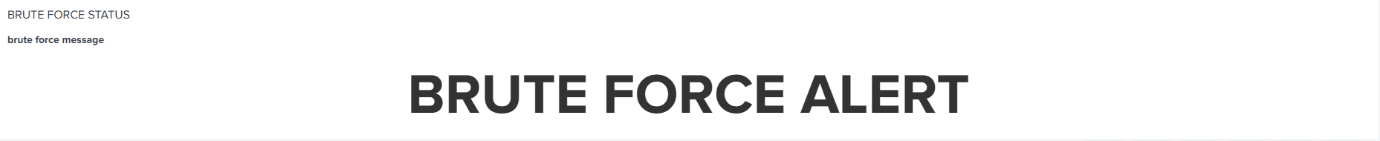 BRUTE FORCE STATUS
brute force message
BRUTE FORCE ALERT